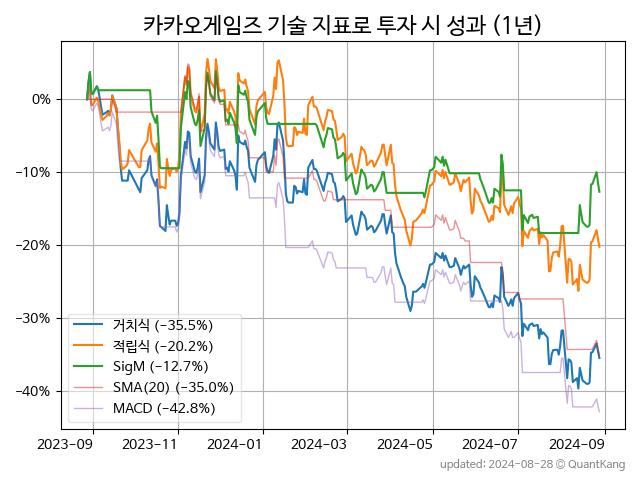 카카오게임즈 기술 지표로 투자 시 성과 (1년)
0%
−10%
−20%
−30%
−40%
거치식 (−35.5%)
적립식 (−20.2%)
SigM (−12.7%)
SMA(20) (−35.0%)
MACD (−42.8%)
2023-09 2023-11 2024-01 2024-03 2024-05 2024-07 2024-09
updated: 2024-08-28 © QuantKang